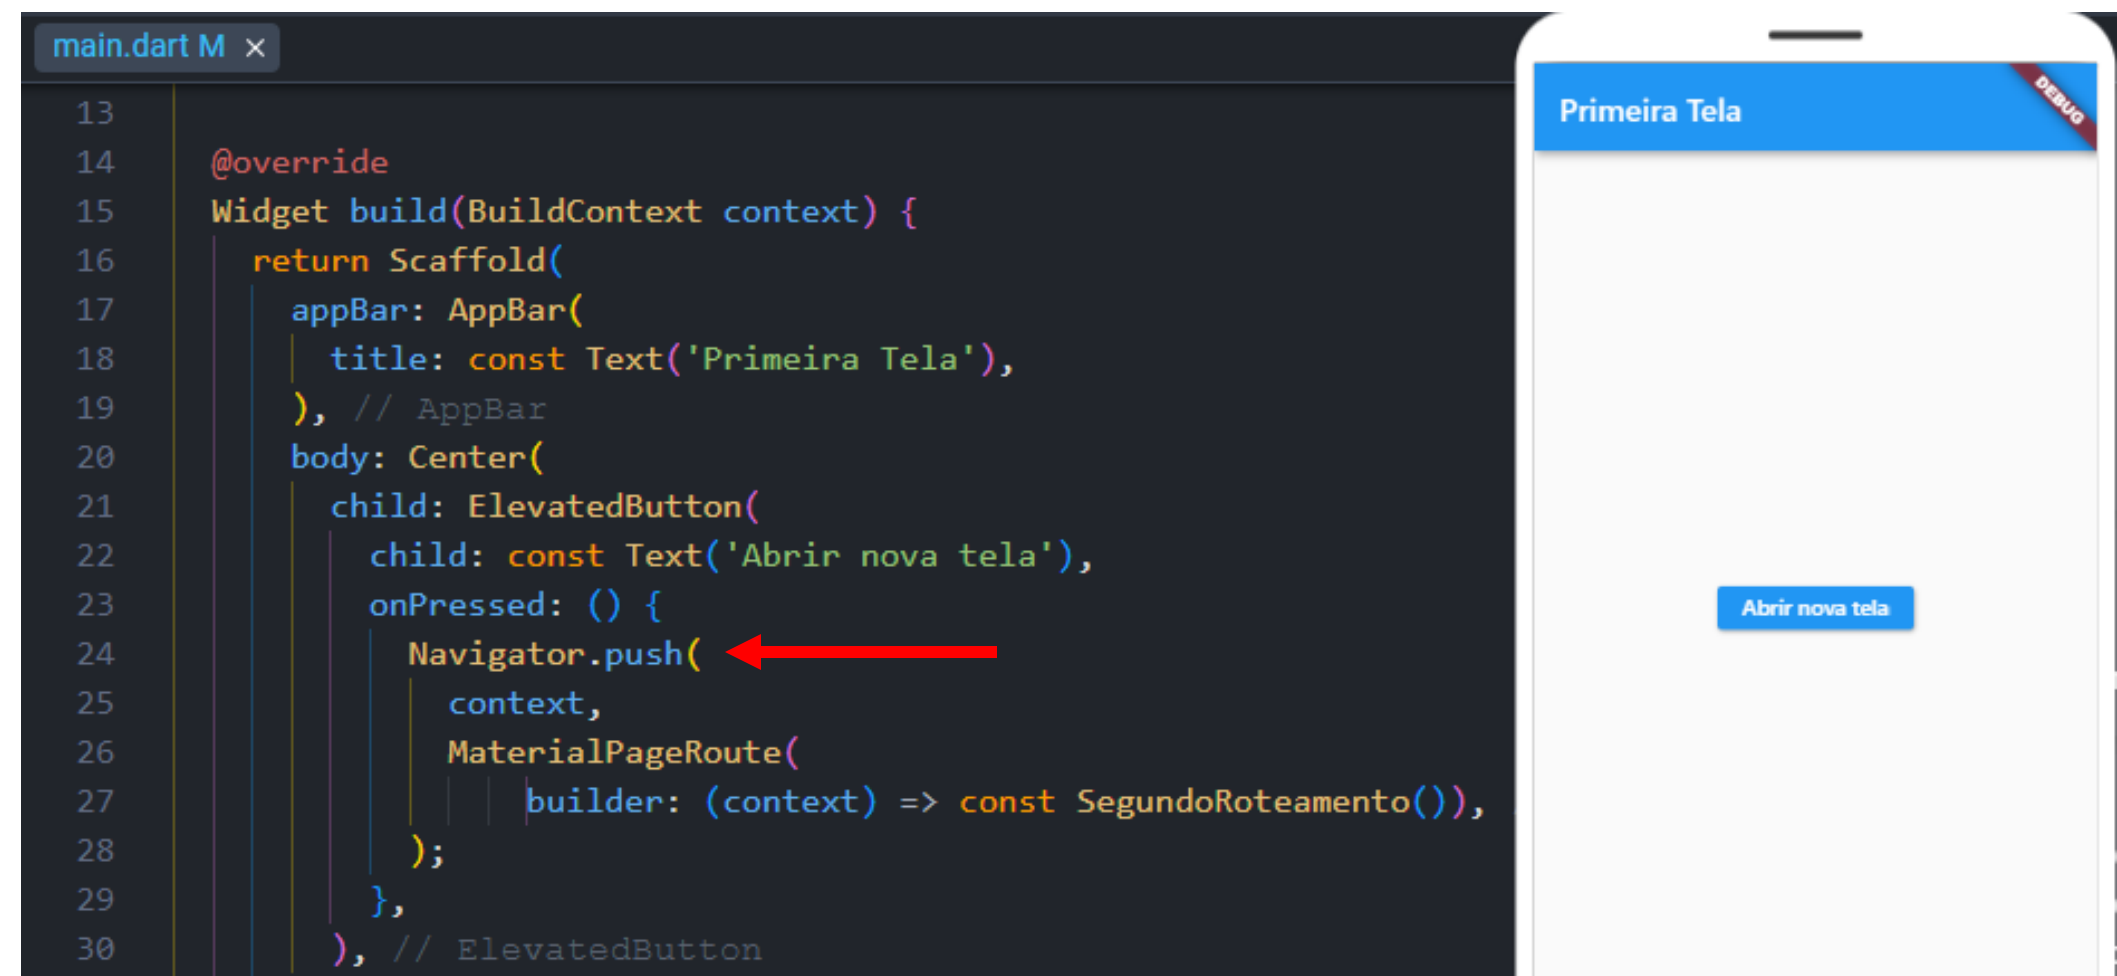 main.dart M ×
13
14 @override
15 Widget build(BuildContext context) {
16 return Scaffold(
17 appBar: AppBar(
18 title: const Text('Primeira Tela'),
19 ), // AppBar
20 body: Center(
21 child: ElevatedButton(
22 child: const Text('Abrir nova tela'),
23 onPressed: () {
24 Navigator.push(
25 context,
26 MaterialPageRoute(
27 builder: (context) => const SegundoRoteamento()),
28 );
29 },
30 ), // ElevatedButton
Primeira Tela
DEBUG
Abrir nova tela